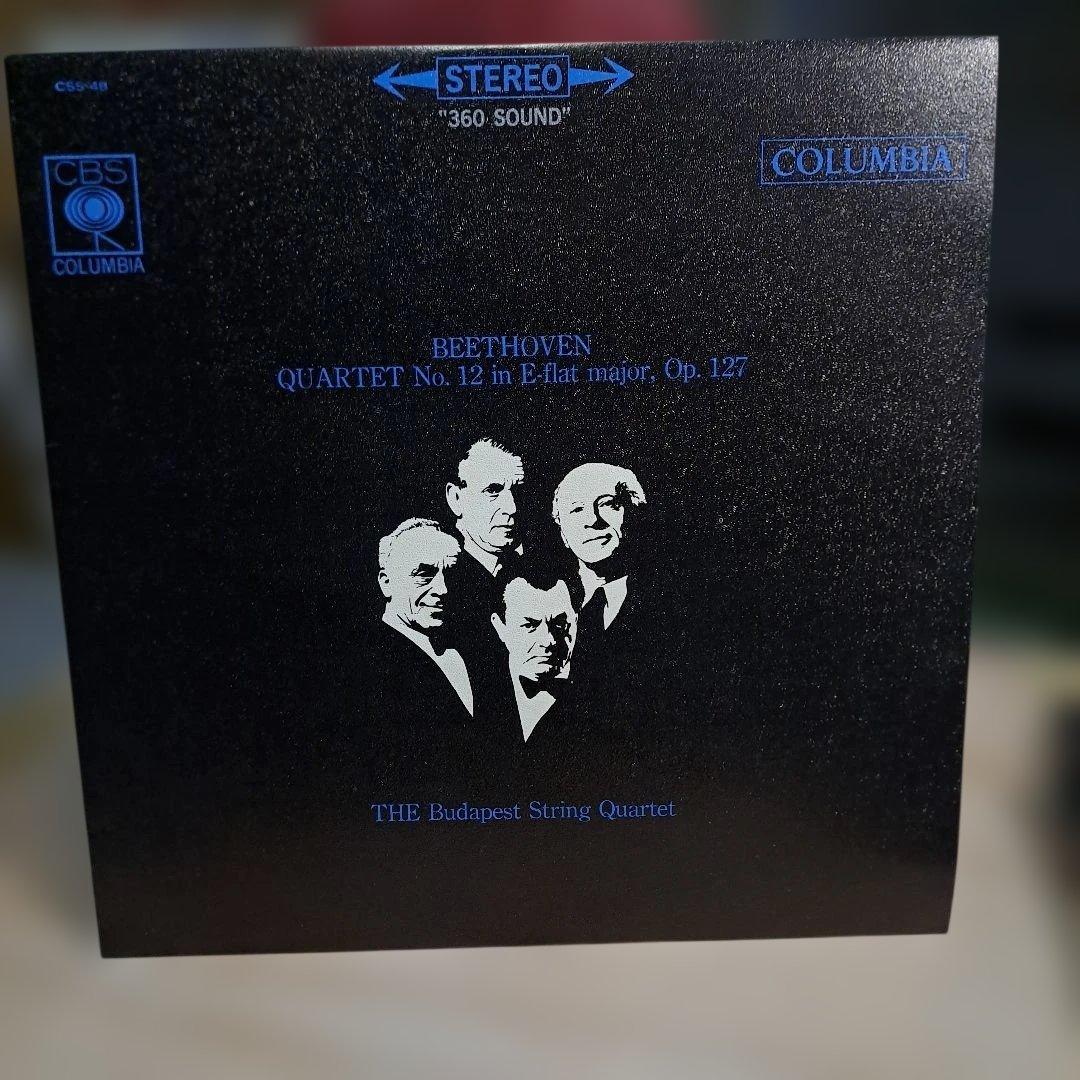 CSS-48
STEREO
"360 SOUND"
COLUMBIA
CBS
COLUMBIA
BEETHOVEN
QUARTET No. 12 in E-flat major, Op. 127
THE Budapest String Quartet